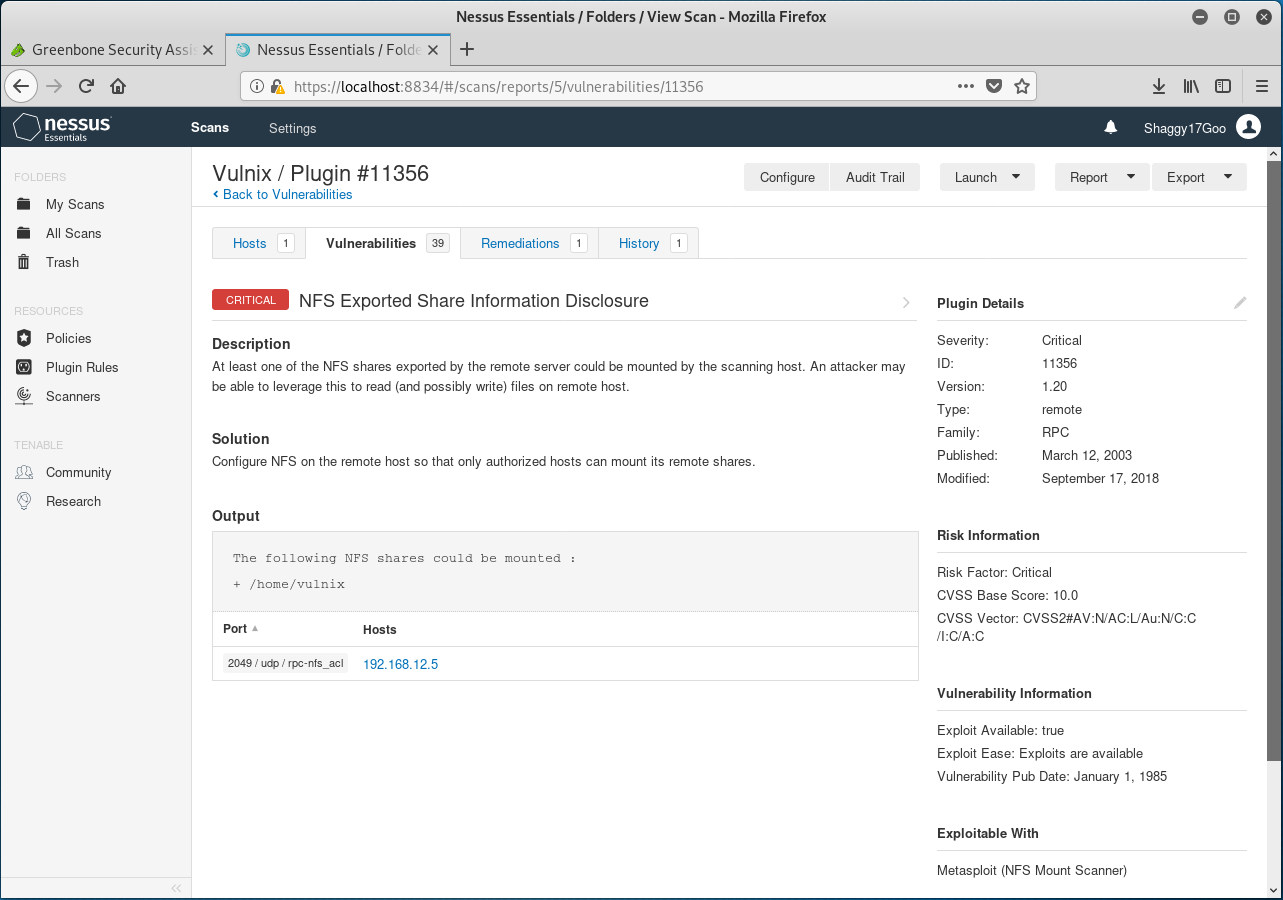 Nessus Essentials / Folders / View Scan - Mozilla Firefox
Greenbone Security Assis
Nessus Essentials / Folde
https://localhost:8834/#/scans/reports/5/vulnerabilities/11356
nessus
Essentials
Scans
Settings
Shaggy17Goo
FOLDERS
My Scans
All Scans
Trash
RESOURCES
Policies
Plugin Rules
Scanners
TENABLE
Community
Research
Vulnix / Plugin #11356
Back to Vulnerabilities
Configure
Audit Trail
Launch
Report
Export
Hosts 1
Vulnerabilities 39
Remediations 1
History 1
CRITICAL NFS Exported Share Information Disclosure
Description
At least one of the NFS shares exported by the remote server could be mounted by the scanning host. An attacker may
be able to leverage this to read (and possibly write) files on remote host.
Solution
Configure NFS on the remote host so that only authorized hosts can mount its remote shares.
Output
The following NFS shares could be mounted :
+ /home/vulnix
Port Hosts
2049 / udp / rpc-nfs_acl 192.168.12.5
Plugin Details
Severity: Critical
ID: 11356
Version: 1.20
Type: remote
Family: RPC
Published: March 12, 2003
Modified: September 17, 2018
Risk Information
Risk Factor: Critical
CVSS Base Score: 10.0
CVSS Vector: CVSS2#AV:N/AC:L/Au:N/C:C
/I:C/A:C
Vulnerability Information
Exploit Available: true
Exploit Ease: Exploits are available
Vulnerability Pub Date: January 1, 1985
Exploitable With
Metasploit (NFS Mount Scanner)